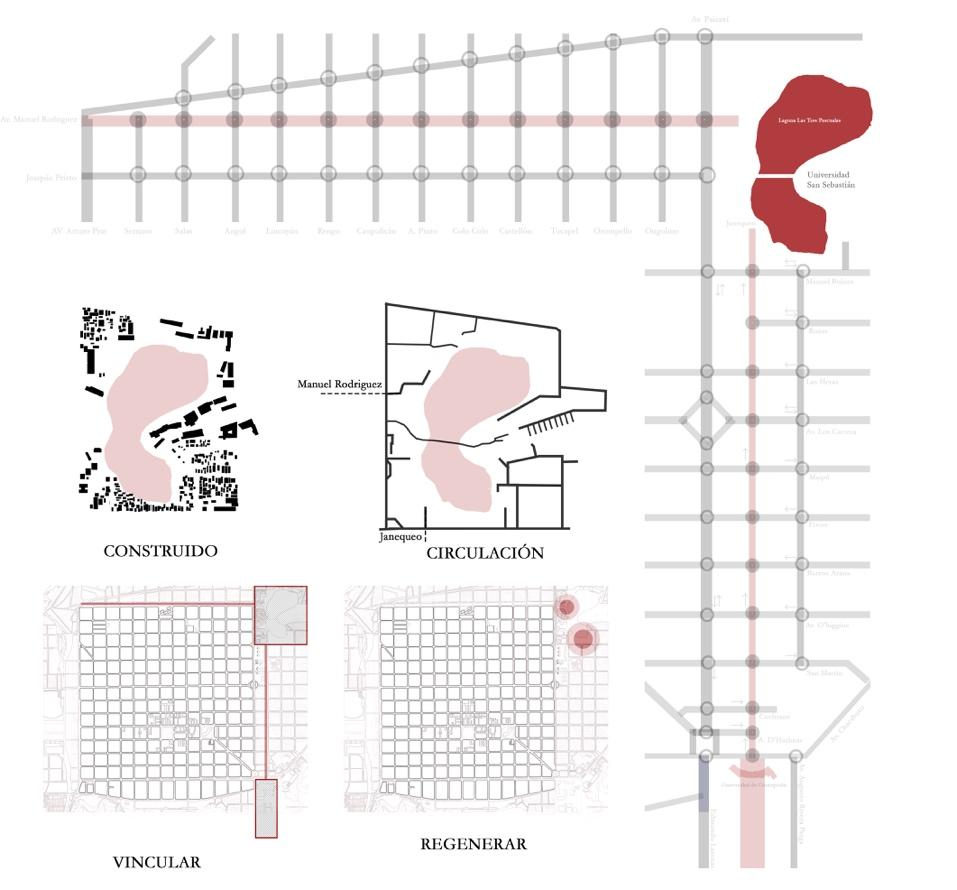 Av. Paicaví
Av. Manuel Rodriguez
Laguna Las Tres Pascualas
Joaquin Prieto
Universidad
San Sebastián
AV Arturo Prat
Serrano
Salas
Angol
Lincoyán
Rengo
Caupolicán
A. Pinto
Colo Colo
Castellón
Tucapel
Orompello
Ongolmo
Janequeo
Manuel Bulnes
Rozas
Las Heras
Manuel Rodriguez
Av. Los Carrera
Maipú
Freire
Janequeo
CONSTRUIDO
CIRCULACIÓN
Barros Arana
Av. O'higgins
San Martín
Cochrane
Av. Chacabuco
Universidad de Concepción
VINCULAR
REGENERAR